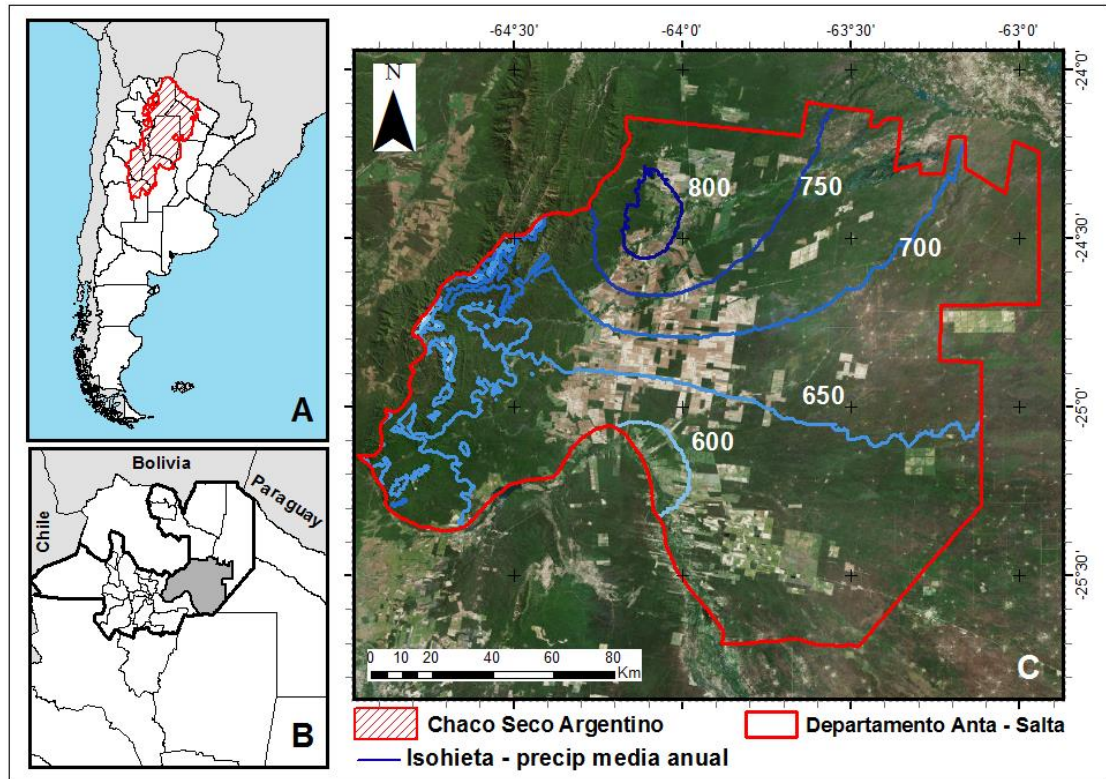 A
Bolivia
Paraguay
Chile
B
-64°30'
-64°0'
-63°30'
-63°0'
-24°0'
-24°30'
-25°0'
-25°30'
N
800
750
700
650
600
0 10 20 40 60 80
Km
C
Chaco Seco Argentino
Departamento Anta - Salta
Isohieta - precip media anual